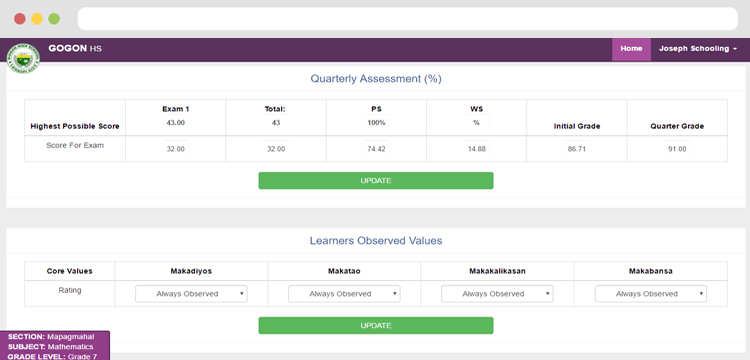 GOGON HS
Home
Joseph Schooling
Quarterly Assessment (%)
Highest Possible Score
Exam 1
43.00
Total:
43
PS
100%
WS
%
Initial Grade
Quarter Grade
Score For Exam
32.00
32.00
74.42
14.88
86.71
91.00
UPDATE
Learners Observed Values
Core Values
Makadiyos
Makatao
Makakalikasan
Makabansa
Rating
Always Observed
Always Observed
Always Observed
Always Observed
UPDATE
SECTION: Mapagmahal
SUBJECT: Mathematics
GRADE LEVEL: Grade 7